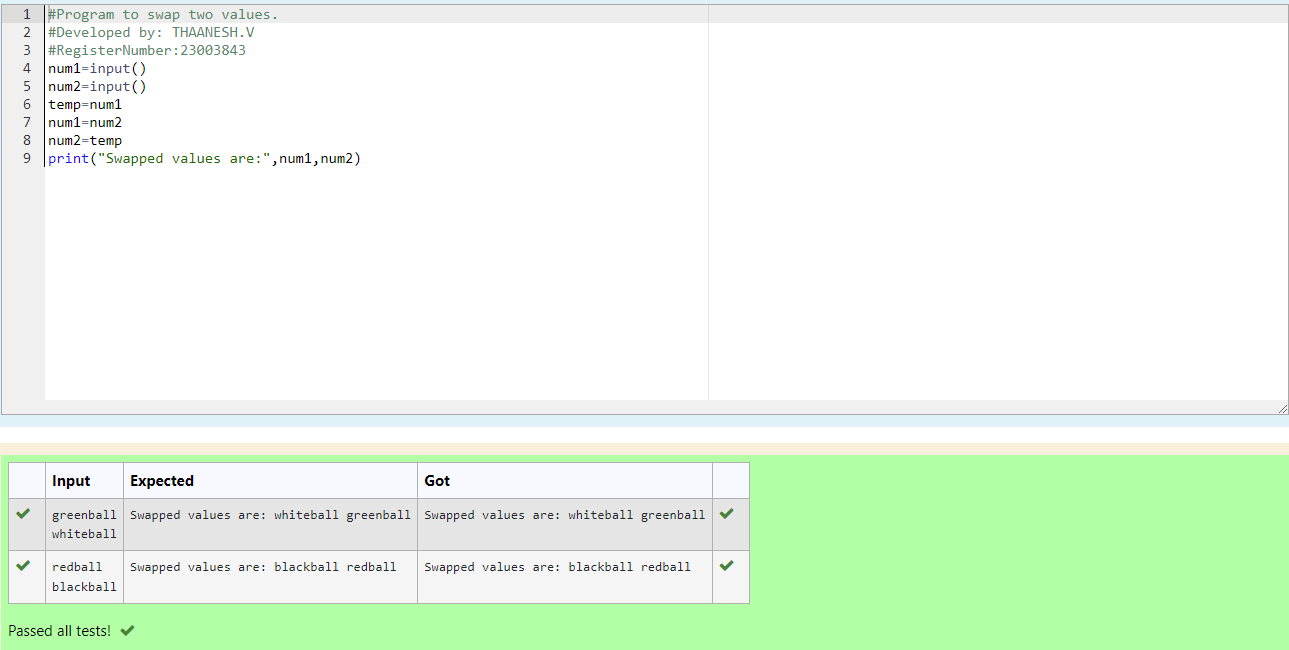 1 #Program to swap two values.
2 #Developed by: THAANESH.V
3 #RegisterNumber:23003843
4 num1=input()
5 num2=input()
6 temp=num1
7 num1=num2
8 num2=temp
9 print("Swapped values are:",num1,num2)
Input Expected Got
greenball Swapped values are: whiteball greenball Swapped values are: whiteball greenball
whiteball
redball Swapped values are: blackball redball Swapped values are: blackball redball
blackball
Passed all tests!